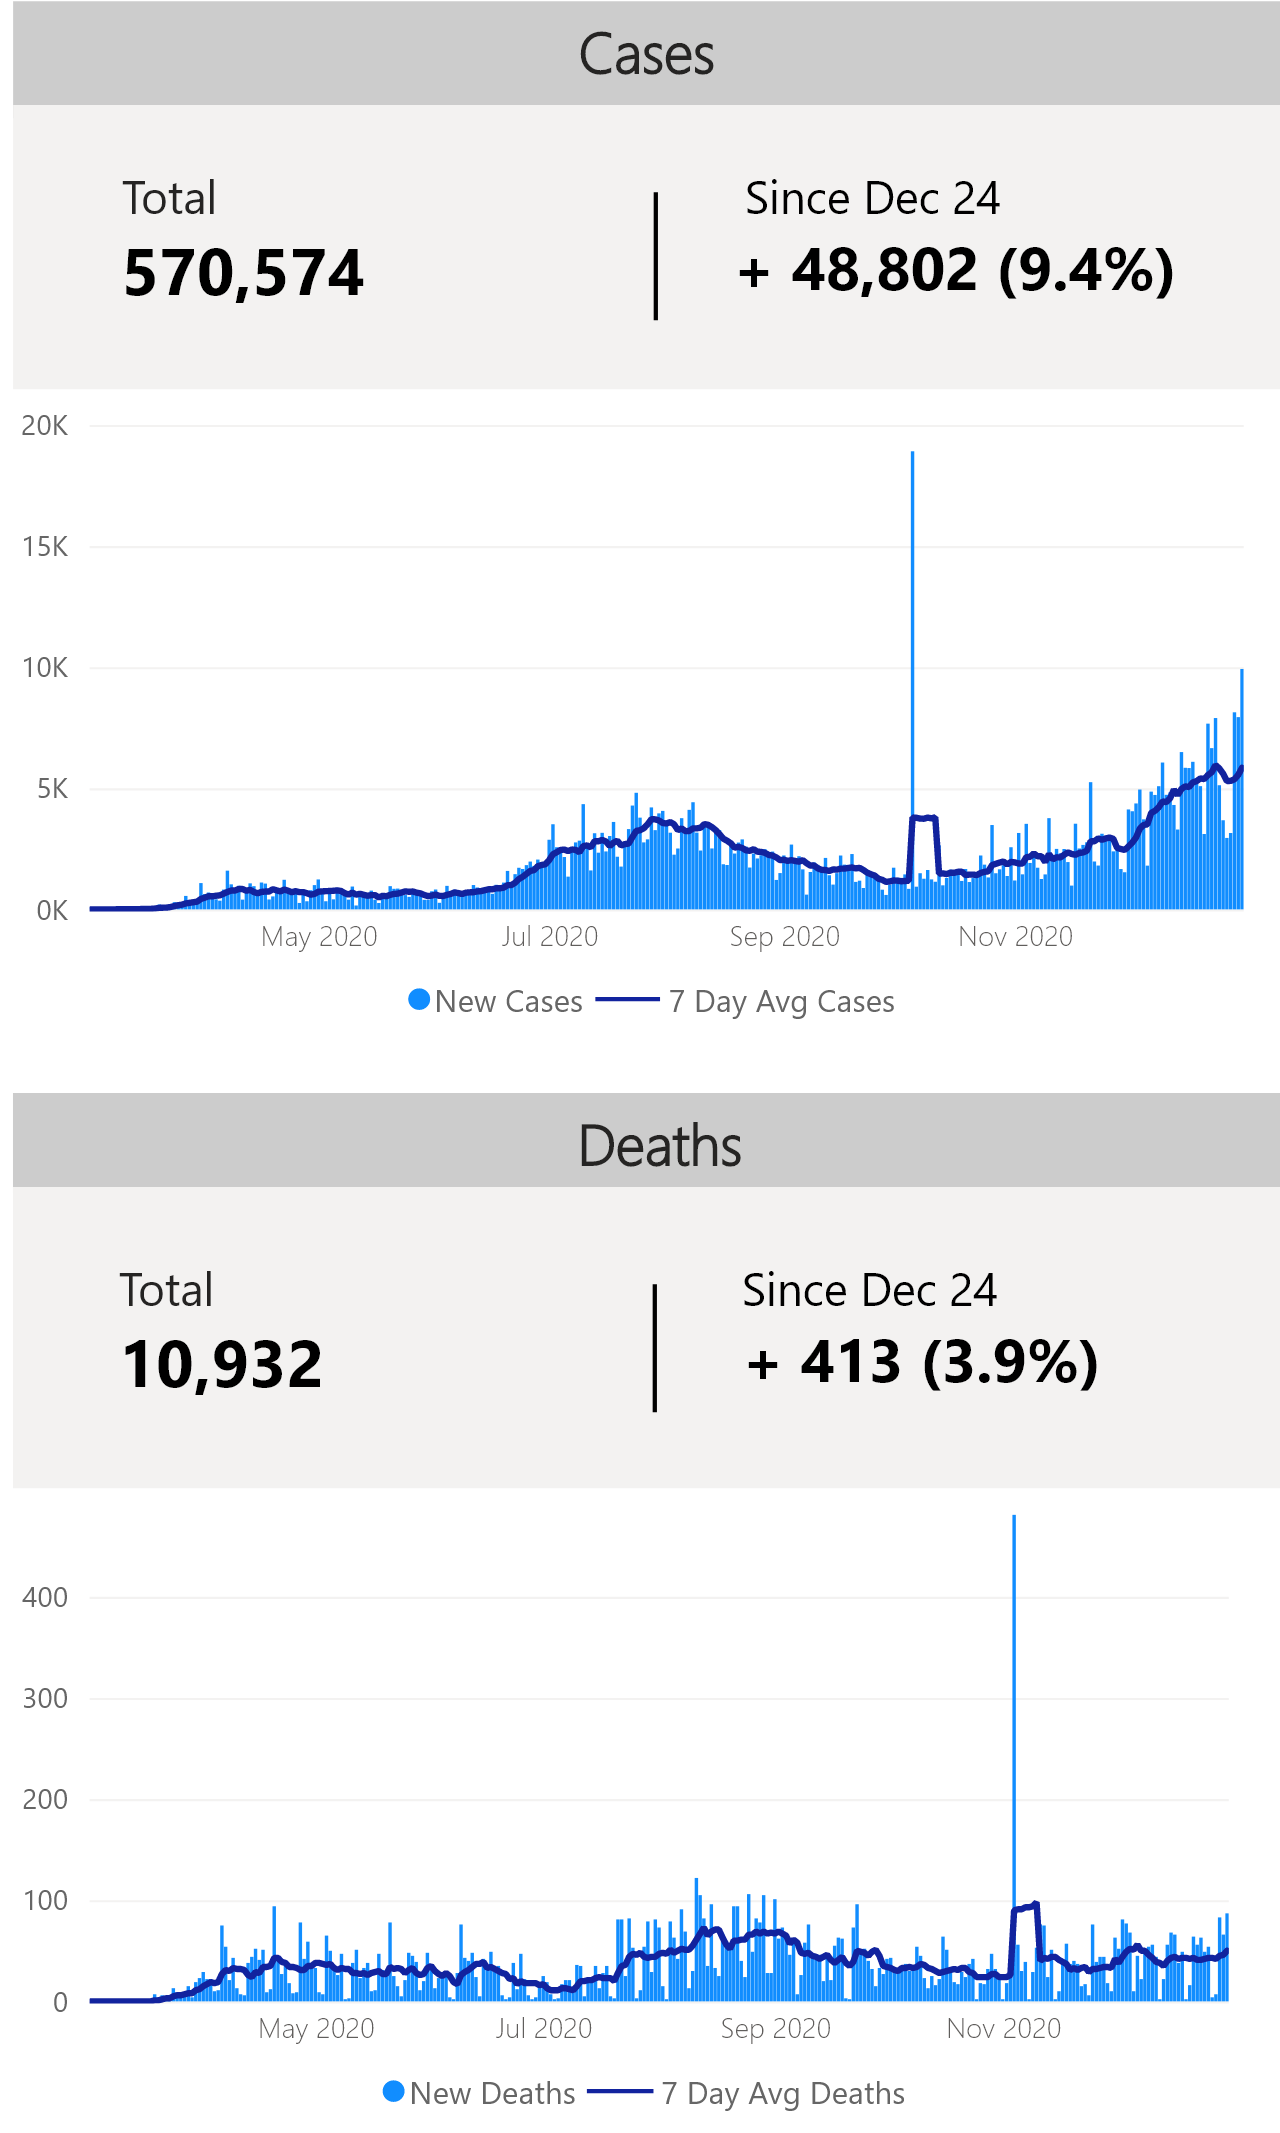 Cases
Total
Since Dec 24
570,574
+ 48,802 (9.4%)
20K
15K
10K
5K
0K
May 2020
Jul 2020
Sep 2020
Nov 2020
New Cases
7 Day Avg Cases
Deaths
Total
Since Dec 24
10,932
+ 413 (3.9%)
400
300
200
100
0
May 2020
Jul 2020
Sep 2020
Nov 2020
New Deaths
7 Day Avg Deaths